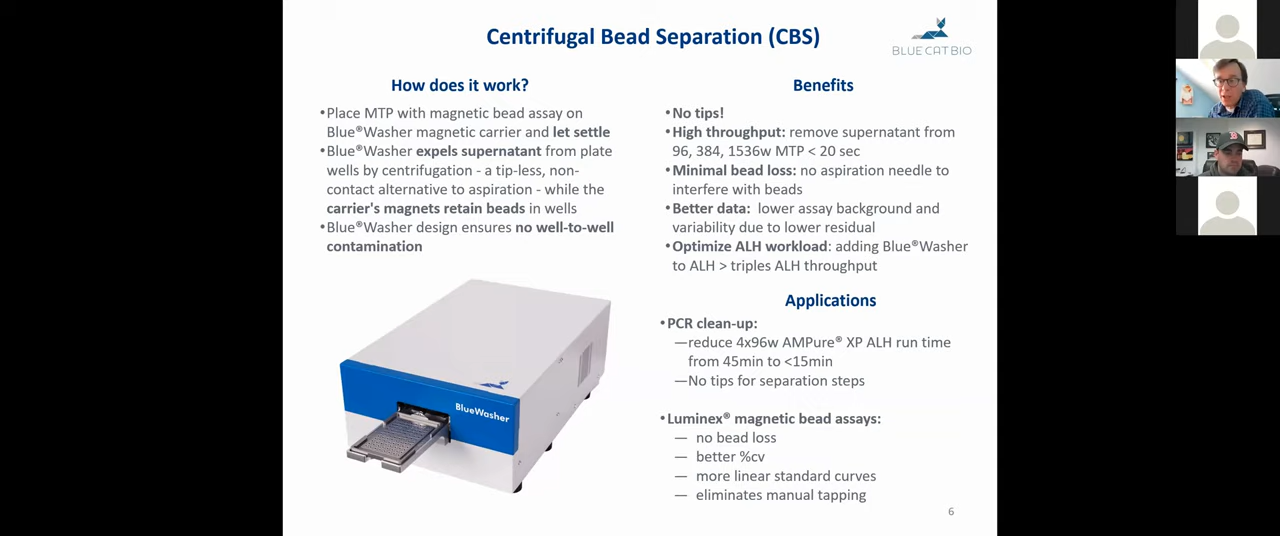 Centrifugal Bead Separation (CBS)
BLUE CAT BIO
How does it work?
•Place MTP with magnetic bead assay on
Blue®Washer magnetic carrier and let settle
•Blue®Washer expels supernatant from plate
wells by centrifugation - a tip-less, non-
contact alternative to aspiration - while the
carrier's magnets retain beads in wells
•Blue®Washer design ensures no well-to-well
contamination
BlueWasher
Benefits
•No tips!
•High throughput: remove supernatant from
96, 384, 1536w MTP < 20 sec
•Minimal bead loss: no aspiration needle to
interfere with beads
•Better data: lower assay background and
variability due to lower residual
•Optimize ALH workload: adding Blue®Washer
to ALH > triples ALH throughput
Applications
•PCR clean-up:
—reduce 4x96w AMPure® XP ALH run time
from 45min to <15min
—No tips for separation steps
•Luminex® magnetic bead assays:
— no bead loss
— better %cv
— more linear standard curves
— eliminates manual tapping
6
B